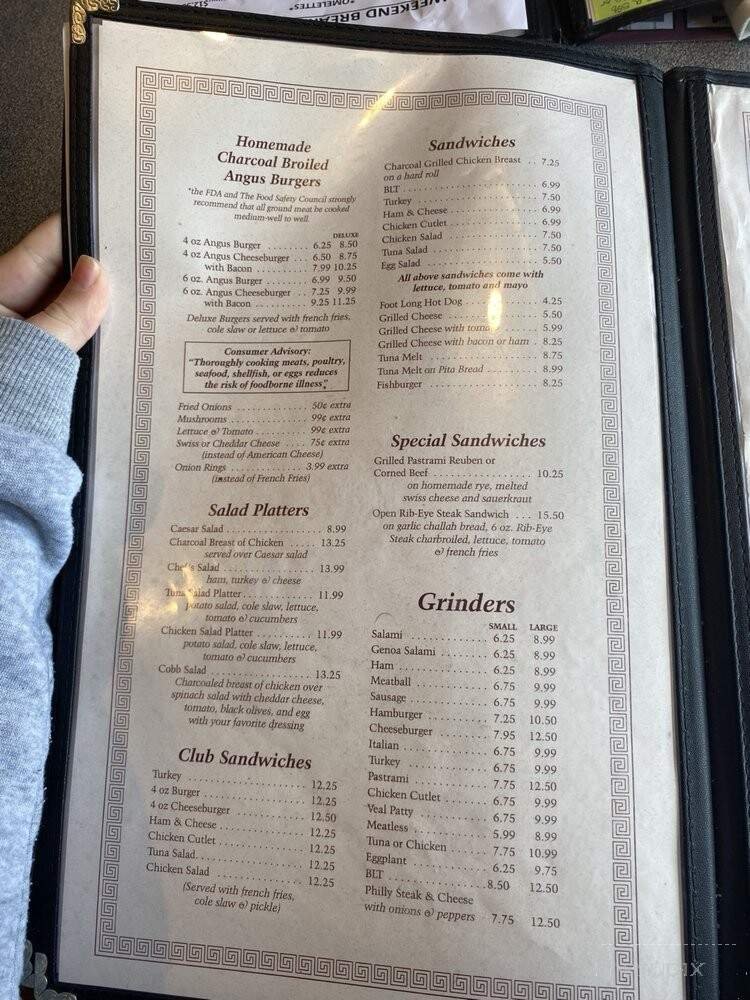 WEEKEND BREA
"OMELETTES"
Homemade
Charcoal Broiled
Angus Burgers
*the FDA and The Food Safety Council strongly
recommend that all ground meat be cooked
medium-well to well.
DELUXE
4 oz Angus Burger ........ 6.25 8.50
4 oz Angus Cheeseburger .... 6.50 8.75
with Bacon ........ 7.99 10.25
6 oz. Angus Burger ........ 6.99 9.50
6 oz. Angus Cheeseburger ... 7.25 9.99
with Bacon ........ 9.25 11.25
Deluxe Burgers served with french fries,
cole slaw or lettuce & tomato
Consumer Advisory:
"Thoroughly cooking meats, poultry,
seafood, shellfish, or eggs reduces
the risk of foodborne illness"
Fried Onions ............ 50¢ extra
Mushrooms ............ 99¢ extra
Lettuce & Tomato ......... 99¢ extra
Swiss or Cheddar Cheese .... 75¢ extra
(instead of American Cheese)
Onion Rings ............ 3.99 extra
(instead of French Fries)
Salad Platters
Caesar Salad ............ 8.99
Charcoal Breast of Chicken ..... 13.25
served over Caesar salad
Chef's Salad ............ 13.99
ham, turkey & cheese
Tuna Salad Platter ............ 11.99
potato salad, cole slaw, lettuce,
tomato & cucumbers
Chicken Salad Platter ......... 11.99
potato salad, cole slaw, lettuce,
tomato & cucumbers
Cobb Salad ............ 13.25
Charcoaled breast of chicken over
spinach salad with cheddar cheese,
tomato, black olives, and egg
with your favorite dressing
Club Sandwiches
Turkey ............ 12.25
4 oz Burger ............ 12.25
4 oz Cheeseburger ............ 12.50
Ham & Cheese ............ 12.25
Chicken Cutlet ............ 12.25
Tuna Salad ............ 12.25
Chicken Salad ............ 12.25
(Served with french fries,
cole slaw & pickle)
Sandwiches
Charcoal Grilled Chicken Breast .. 7.25
on a hard roll
BLT ............ 6.99
Turkey ............ 7.50
Ham & Cheese ............ 6.99
Chicken Cutlet ............ 6.99
Chicken Salad ............ 7.50
Tuna Salad ............ 7.50
Egg Salad ............ 5.50
All above sandwiches come with
lettuce, tomato and mayo
Foot Long Hot Dog ............ 4.25
Grilled Cheese ............ 5.50
Grilled Cheese with tomato ...... 5.99
Grilled Cheese with bacon or ham . 8.25
Tuna Melt ............ 8.75
Tuna Melt on Pita Bread ......... 8.99
Fishburger ............ 8.25
Special Sandwiches
Grilled Pastrami Reuben or
Corned Beef ............ 10.25
on homemade rye, melted
swiss cheese and sauerkraut
Open Rib-Eye Steak Sandwich ... 15.50
on garlic challah bread, 6 oz. Rib-Eye
Steak charbroiled, lettuce, tomato
& french fries
Grinders
SMALL LARGE
Salami ............ 6.25 8.99
Genoa Salami ............ 6.25 8.99
Ham ............ 6.25 8.99
Meatball ............ 6.75 9.99
Sausage ............ 6.75 9.99
Hamburger ............ 7.25 10.50
Cheeseburger ............ 7.95 12.50
Italian ............ 6.75 9.99
Turkey ............ 6.75 9.99
Pastrami ............ 7.75 12.50
Chicken Cutlet ............ 6.75 9.99
Veal Patty ............ 6.75 9.99
Meatless ............ 5.99 8.99
Tuna or Chicken ............ 7.75 10.99
Eggplant ............ 6.25 9.75
BLT ............ 8.50 12.50
Philly Steak & Cheese
with onions & peppers 7.75 12.50